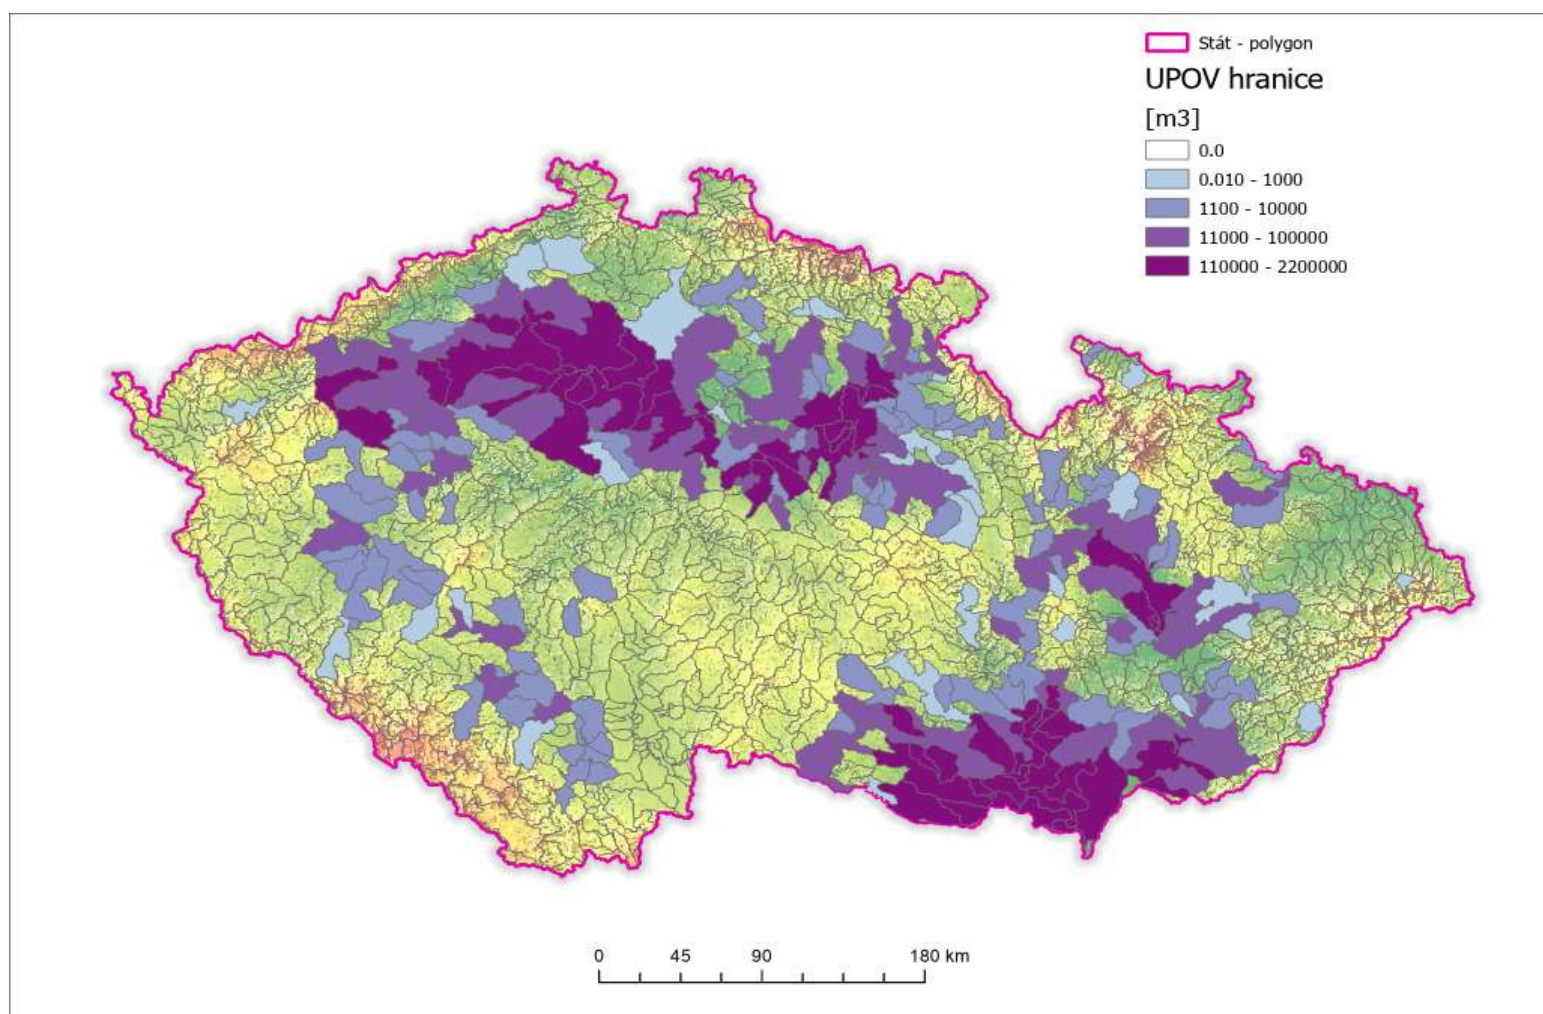 Stát - polygon
UPOV hranice
[m3]
0.0
0.010 - 1000
1100 - 10000
11000 - 100000
110000 - 2200000
0 45 90 180 km